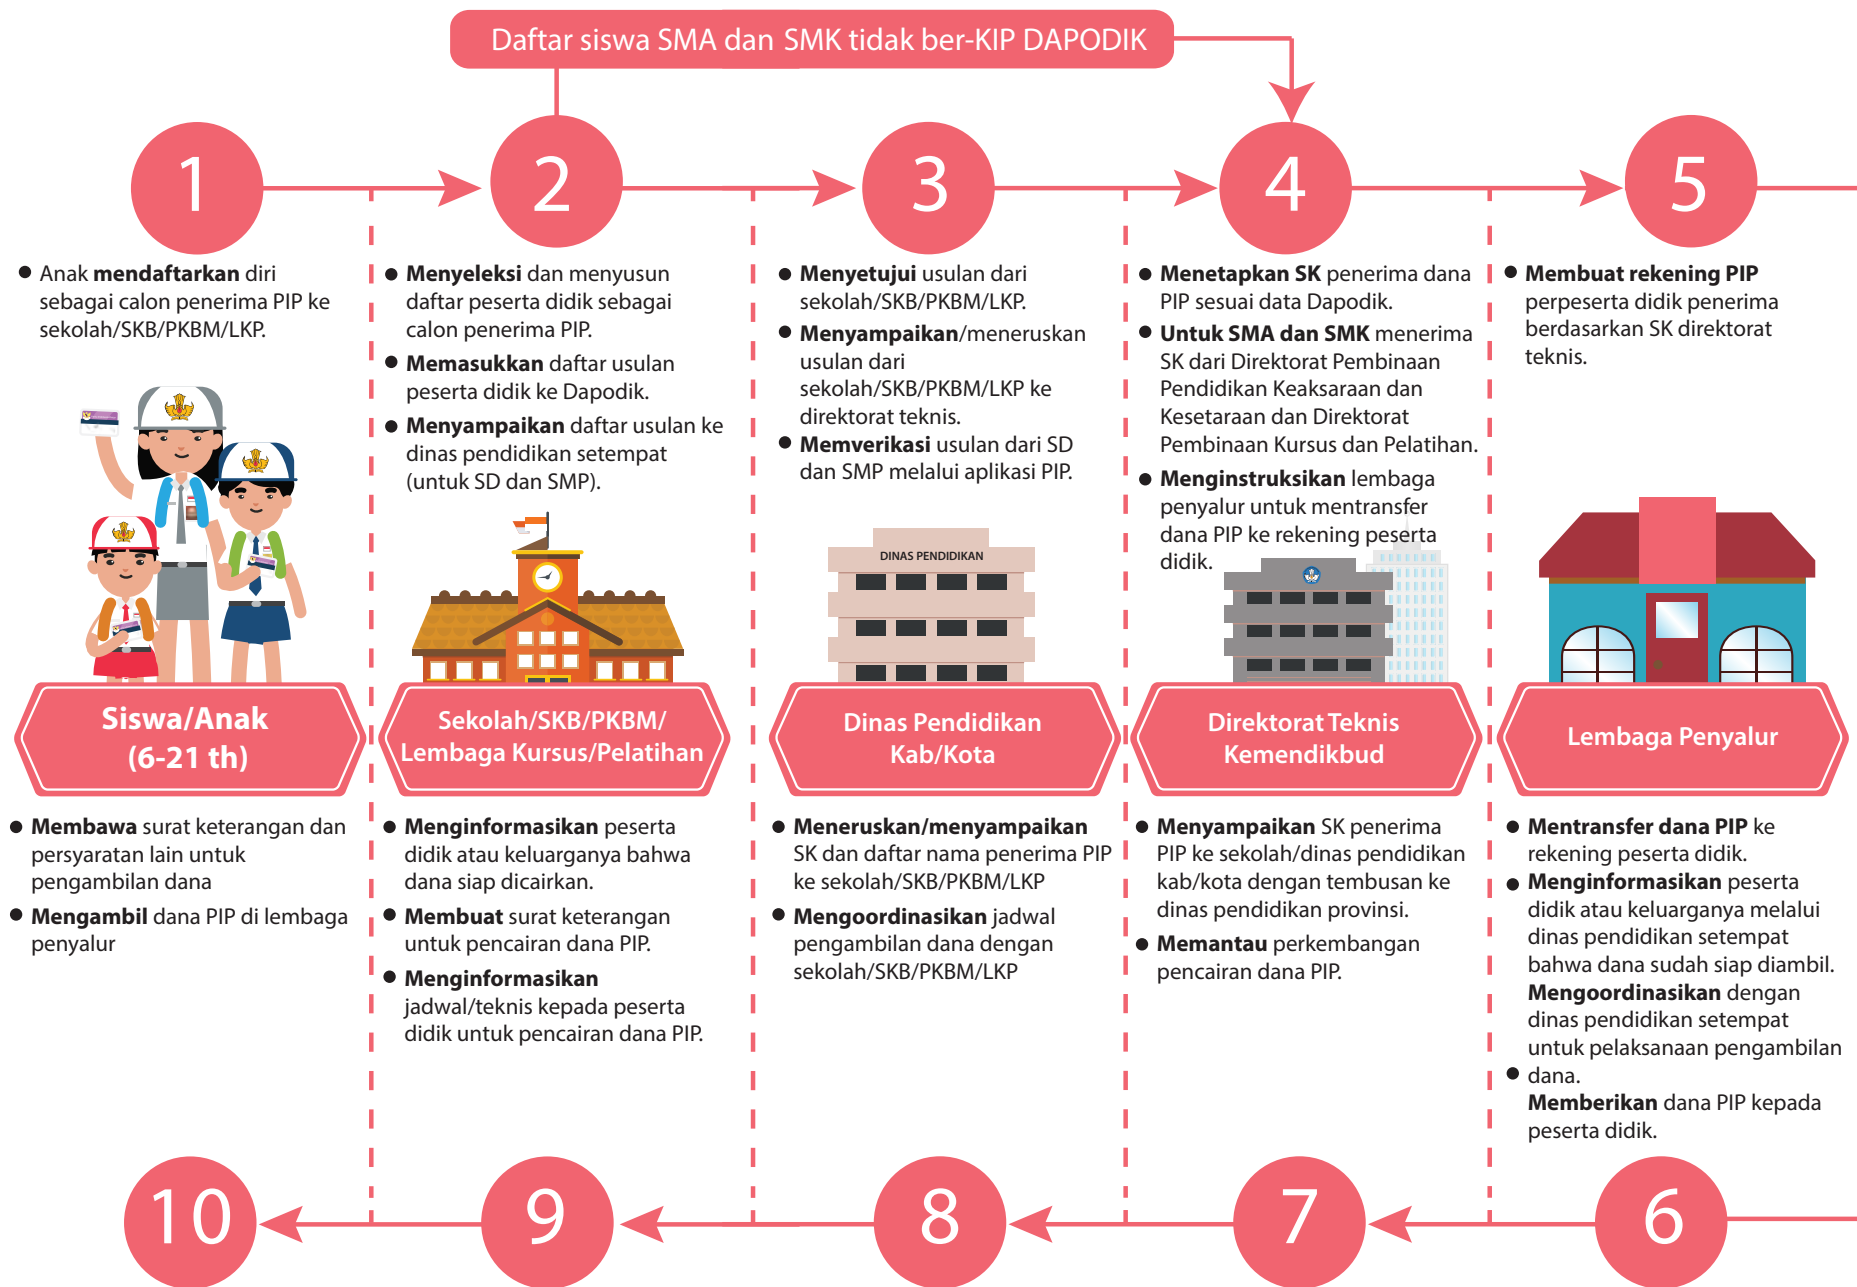 Daftar siswa SMA dan SMK tidak ber-KIP DAPODIK
1
2
3
4
5
● Anak mendaftarkan diri
sebagai calon penerima PIP ke
sekolah/SKB/PKBM/LKP.
● Menyeleksi dan menyusun
daftar peserta didik sebagai
calon penerima PIP.
● Memasukkan daftar usulan
peserta didik ke Dapodik.
● Menyampaikan daftar usulan ke
dinas pendidikan setempat
(untuk SD dan SMP).
● Menyetujui usulan dari
sekolah/SKB/PKBM/LKP.
● Menyampaikan/meneruskan
usulan dari
sekolah/SKB/PKBM/LKP ke
direktorat teknis.
● Memverikasi usulan dari SD
dan SMP melalui aplikasi PIP.
● Menetapkan SK penerima dana
PIP sesuai data Dapodik.
● Untuk SMA dan SMK menerima
SK dari Direktorat Pembinaan
Pendidikan Keaksaraan dan
Kesetaraan dan Direktorat
Pembinaan Kursus dan Pelatihan.
● Menginstruksikan lembaga
penyalur untuk mentransfer
dana PIP ke rekening peserta
didik.
● Membuat rekening PIP
perpeserta didik penerima
berdasarkan SK direktorat
teknis.
DINAS PENDIDIKAN
Siswa/Anak
(6-21 th)
Sekolah/SKB/PKBM/
Lembaga Kursus/Pelatihan
Dinas Pendidikan
Kab/Kota
Direktorat Teknis
Kemendikbud
Lembaga Penyalur
● Membawa surat keterangan dan
persyaratan lain untuk
pengambilan dana
● Mengambil dana PIP di lembaga
penyalur
● Menginformasikan peserta
didik atau keluarganya bahwa
dana siap dicairkan.
● Membuat surat keterangan
untuk pencairan dana PIP.
● Menginformasikan
jadwal/teknis kepada peserta
didik untuk pencairan dana PIP.
● Meneruskan/menyampaikan
SK dan daftar nama penerima PIP
ke sekolah/SKB/PKBM/LKP
● Mengoordinasikan jadwal
pengambilan dana dengan
sekolah/SKB/PKBM/LKP
● Menyampaikan SK penerima
PIP ke sekolah/dinas pendidikan
kab/kota dengan tembusan ke
dinas pendidikan provinsi.
● Memantau perkembangan
pencairan dana PIP.
● Mentransfer dana PIP ke
rekening peserta didik.
● Menginformasikan peserta
didik atau keluarganya melalui
dinas pendidikan setempat
bahwa dana sudah siap diambil.
Mengoordinasikan dengan
dinas pendidikan setempat
untuk pelaksanaan pengambilan
● dana.
Memberikan dana PIP kepada
peserta didik.
10
9
8
7
6